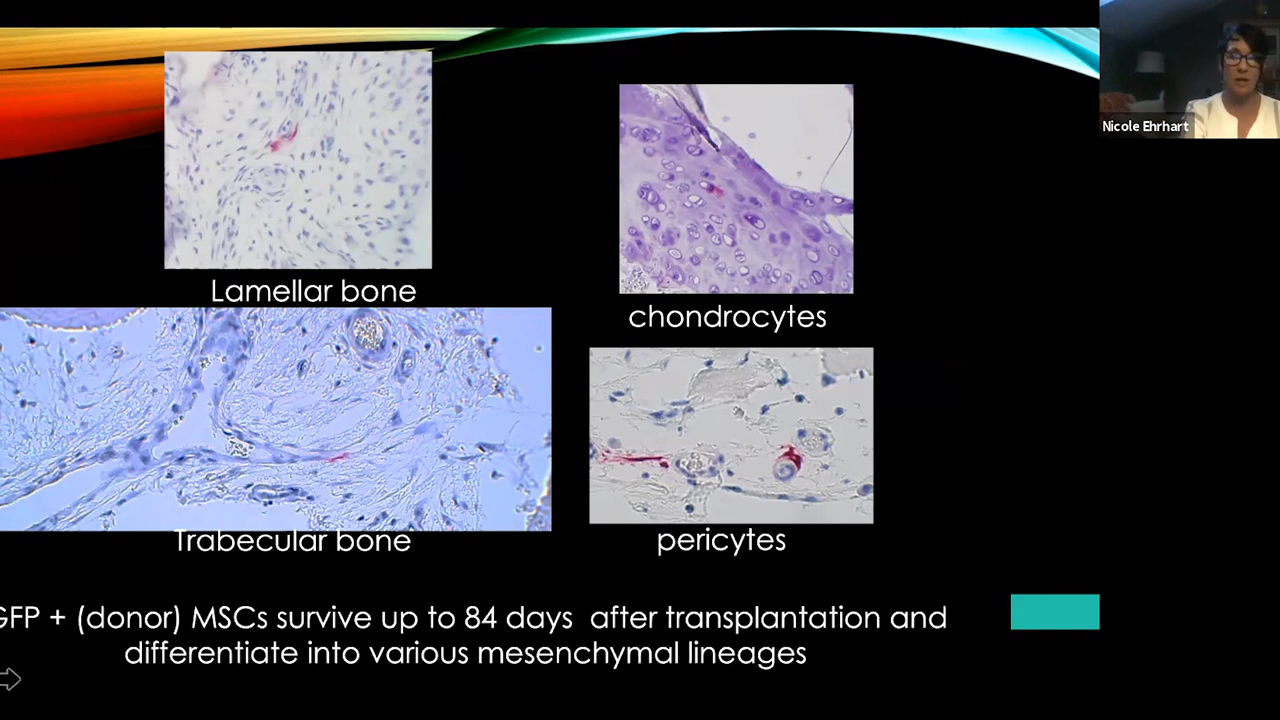 Nicole Ehrhart
Lamellar bone
chondrocytes
Trabecular bone
pericytes
GFP + (donor) MSCs survive up to 84 days after transplantation and
differentiate into various mesenchymal lineages